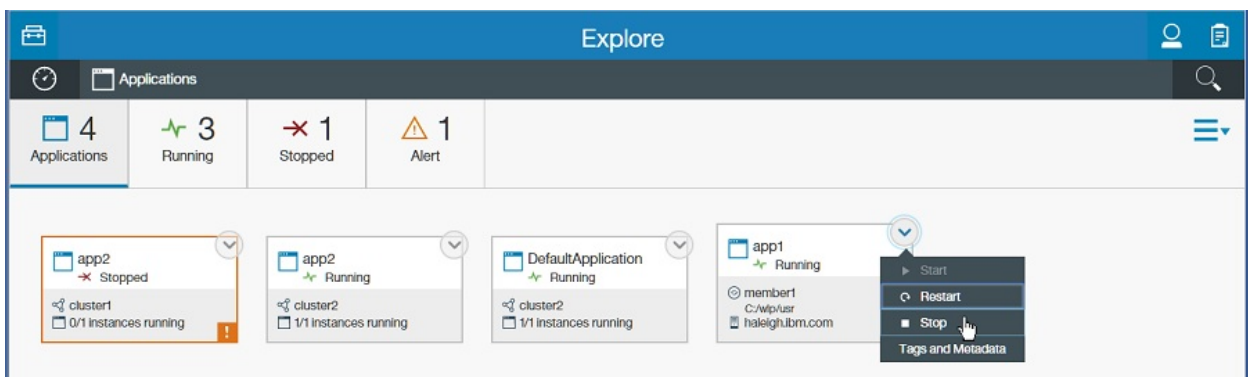 Explore
Applications
4
Applications
3
Running
1
Stopped
1
Alert
app2
Stopped
cluster1
0/1 instances running
!
app2
Running
cluster2
1/1 instances running
DefaultApplication
Running
cluster2
1/1 instances running
app1
Running
member1
C:/wlp/usr
haleigh.ibm.com
Start
Restart
Stop
Tags and Metadata